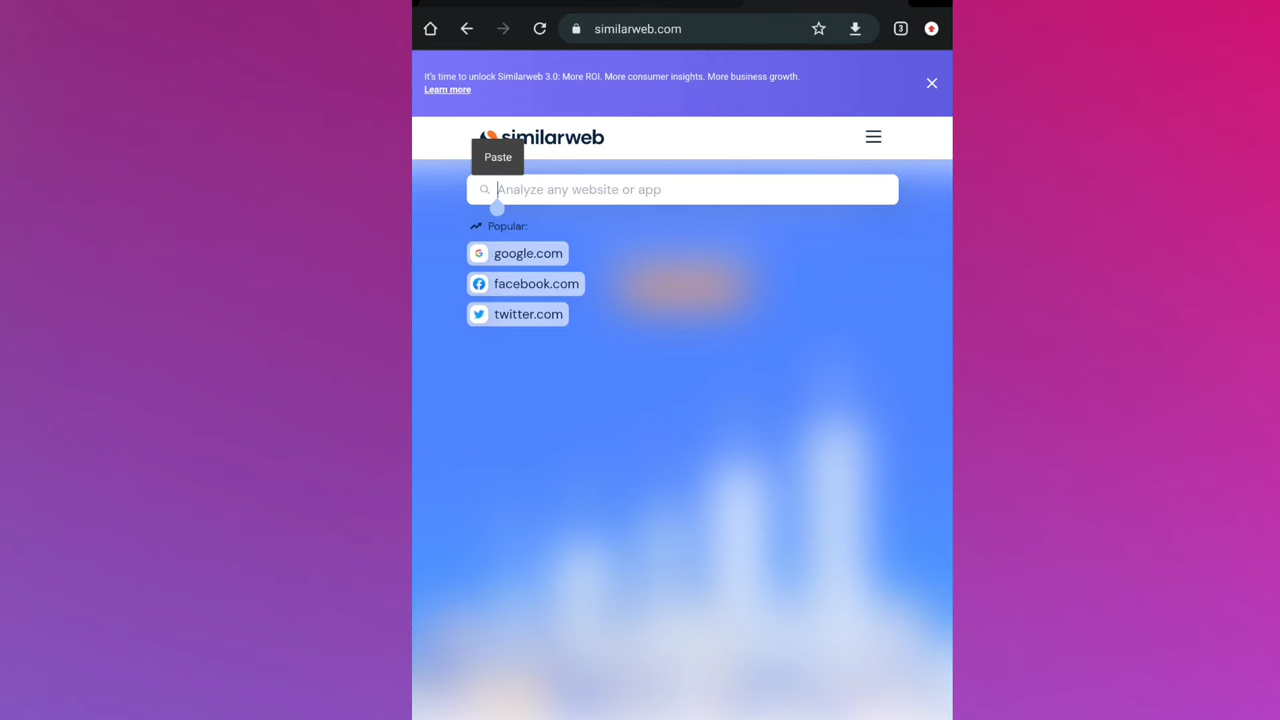 similarweb.com
3
It's time to unlock Similarweb 3.0: More ROI. More consumer insights. More business growth.
Learn more
similarweb
Paste
Analyze any website or app
Popular:
google.com
facebook.com
twitter.com